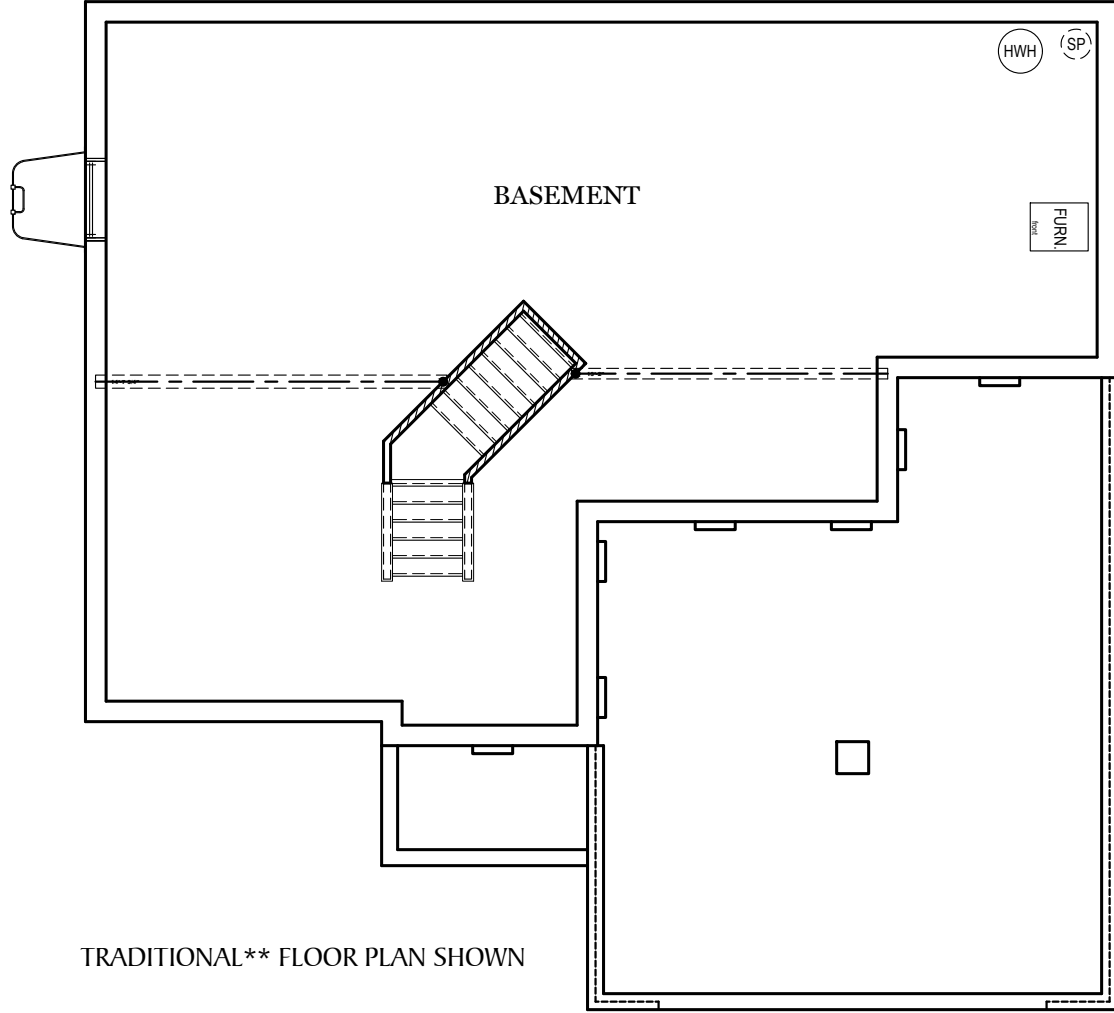 HWH
SP
BASEMENT
FURN.
front
TRADITIONAL** FLOOR PLAN SHOWN